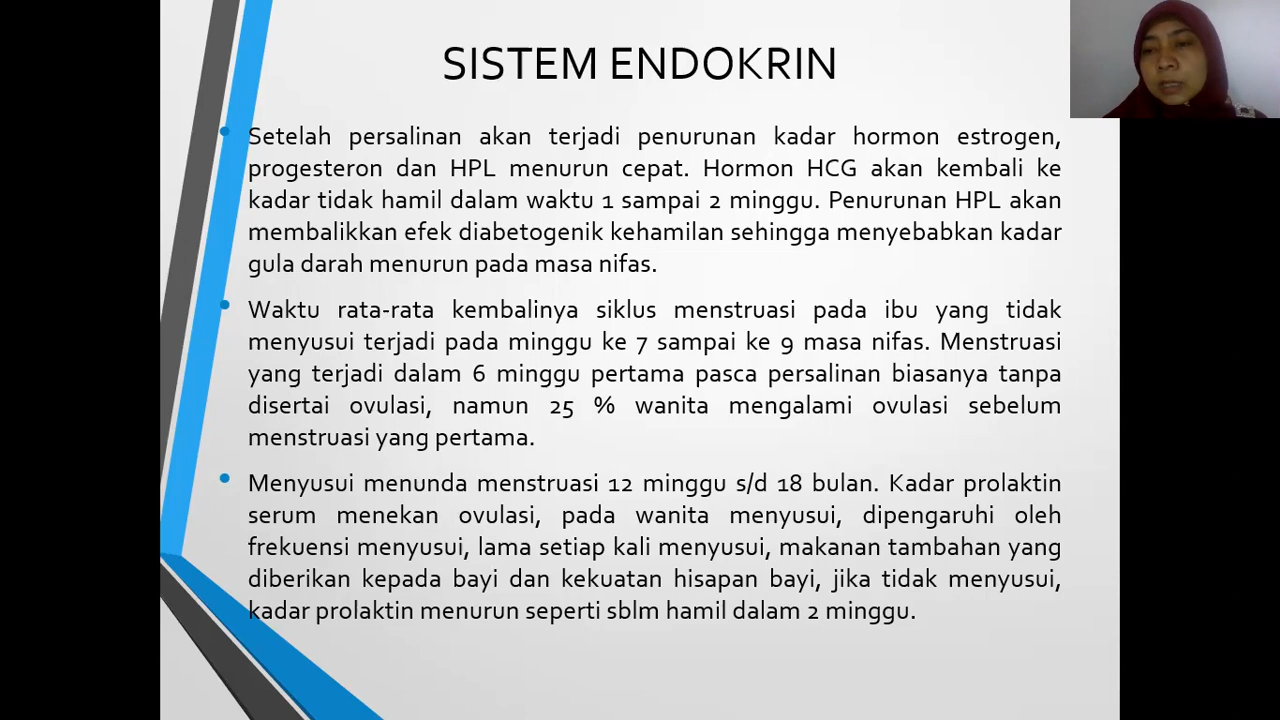 SISTEM ENDOKRIN
Setelah persalinan akan terjadi penurunan kadar hormon estrogen,
progesteron dan HPL menurun cepat. Hormon HCG akan kembali ke
kadar tidak hamil dalam waktu 1 sampai 2 minggu. Penurunan HPL akan
membalikkan efek diabetogenik kehamilan sehingga menyebabkan kadar
gula darah menurun pada masa nifas.
Waktu rata-rata kembalinya siklus menstruasi pada ibu yang tidak
menyusui terjadi pada minggu ke 7 sampai ke 9 masa nifas. Menstruasi
yang terjadi dalam 6 minggu pertama pasca persalinan biasanya tanpa
disertai ovulasi, namun 25 % wanita mengalami ovulasi sebelum
menstruasi yang pertama.
Menyusui menunda menstruasi 12 minggu s/d 18 bulan. Kadar prolaktin
serum menekan ovulasi, pada wanita menyusui, dipengaruhi oleh
frekuensi menyusui, lama setiap kali menyusui, makanan tambahan yang
diberikan kepada bayi dan kekuatan hisapan bayi, jika tidak menyusui,
kadar prolaktin menurun seperti sblm hamil dalam 2 minggu.